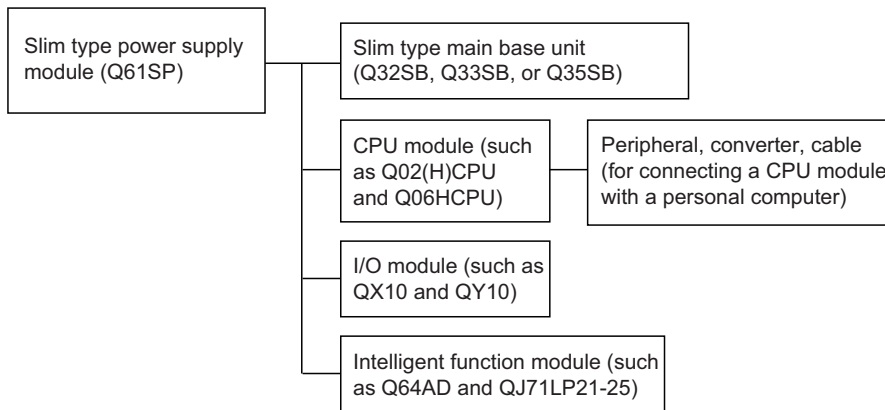 Slim type power supply
module (Q61SP)
Slim type main base unit
(Q32SB, Q33SB, or Q35SB)
CPU module (such
as Q02(H)CPU
and Q06HCPU)
Peripheral, converter, cable
(for connecting a CPU module
with a personal computer)
I/O module (such as
QX10 and QY10)
Intelligent function module (such
as Q64AD and QJ71LP21-25)